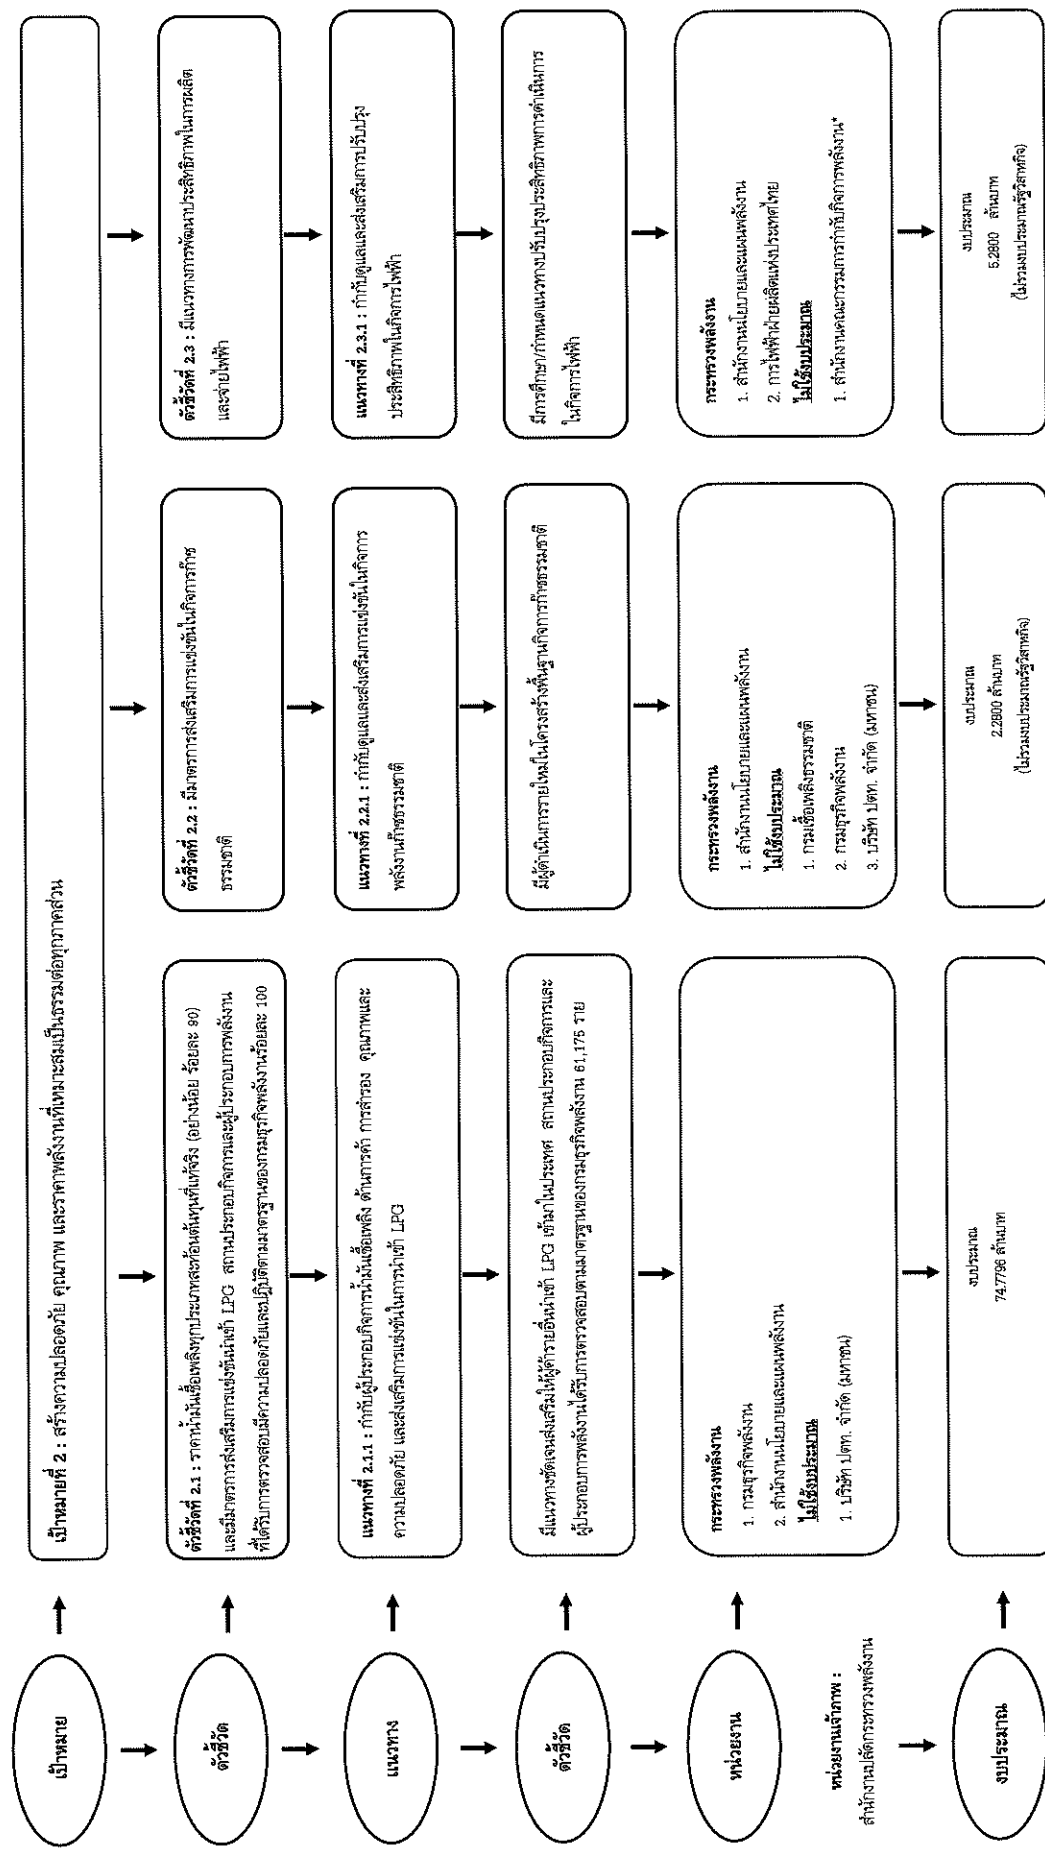 เป้าหมาย
เป้าหมายที่ 2 : สร้างความปลอดภัย คุณภาพ และราคาพลังงานที่เหมาะสมเป็นธรรมต่อทุกภาคส่วน
ตัวชี้วัด
ตัวชี้วัดที่ 2.1 : ราคาน้ำมันเชื้อเพลิงทุกประเภทสะท้อนต้นทุนที่แท้จริง (อย่างน้อย ร้อยละ 90)
และมีมาตรการส่งเสริมการแข่งขันนำเข้า LPG สถานประกอบกิจการและผู้ประกอบการพลังงาน
ที่ได้รับการตรวจสอบมีความปลอดภัยและปฏิบัติตามมาตรฐานของกรมธุรกิจพลังงานร้อยละ 100
ตัวชี้วัดที่ 2.2 : มีมาตรการส่งเสริมการแข่งขันในกิจการก๊าซ
ธรรมชาติ
ตัวชี้วัดที่ 2.3 : มีแนวทางการพัฒนาประสิทธิภาพในการผลิต
และจ่ายไฟฟ้า
แนวทาง
แนวทางที่ 2.1.1 : กำกับผู้ประกอบกิจการน้ำมันเชื้อเพลิง ด้านการค้า การสำรอง คุณภาพและ
ความปลอดภัย และส่งเสริมการแข่งขันในการนำเข้า LPG
แนวทางที่ 2.2.1 : กำกับดูแลและส่งเสริมการแข่งขันในกิจการ
พลังงานก๊าซธรรมชาติ
แนวทางที่ 2.3.1 : กำกับดูแลและส่งเสริมการปรับปรุง
ประสิทธิภาพในกิจการไฟฟ้า
ตัวชี้วัด
มีแนวทางชัดเจนส่งเสริมให้ผู้ค้ารายอื่นนำเข้า LPG เข้ามาในประเทศ สถานประกอบกิจการและ
ผู้ประกอบการพลังงานได้รับการตรวจสอบตามมาตรฐานของกรมธุรกิจพลังงาน 61,175 ราย
มีผู้ดำเนินการรายใหม่ในโครงสร้างพื้นฐานกิจการก๊าซธรรมชาติ
มีการศึกษา/กำหนดแนวทางปรับปรุงประสิทธิภาพการดำเนินการ
ในกิจการไฟฟ้า
หน่วยงาน
กระทรวงพลังงาน
1. กรมธุรกิจพลังงาน
2. สำนักงานนโยบายและแผนพลังงาน
ไม่ใช้งบประมาณ
1. บริษัท ปตท. จำกัด (มหาชน)
กระทรวงพลังงาน
1. สำนักงานนโยบายและแผนพลังงาน
ไม่ใช้งบประมาณ
1. กรมเชื้อเพลิงธรรมชาติ
2. กรมธุรกิจพลังงาน
3. บริษัท ปตท. จำกัด (มหาชน)
กระทรวงพลังงาน
1. สำนักงานนโยบายและแผนพลังงาน
2. การไฟฟ้าฝ่ายผลิตแห่งประเทศไทย
ไม่ใช้งบประมาณ
1. สำนักงานคณะกรรมการกำกับกิจการพลังงาน*
หน่วยงานเจ้าภาพ :
สำนักงานปลัดกระทรวงพลังงาน
งบประมาณ
งบประมาณ
74.7796 ล้านบาท
งบประมาณ
2.2800 ล้านบาท
(ไม่รวมงบประมาณรัฐวิสาหกิจ)
งบประมาณ
5.2800 ล้านบาท
(ไม่รวมงบประมาณรัฐวิสาหกิจ)